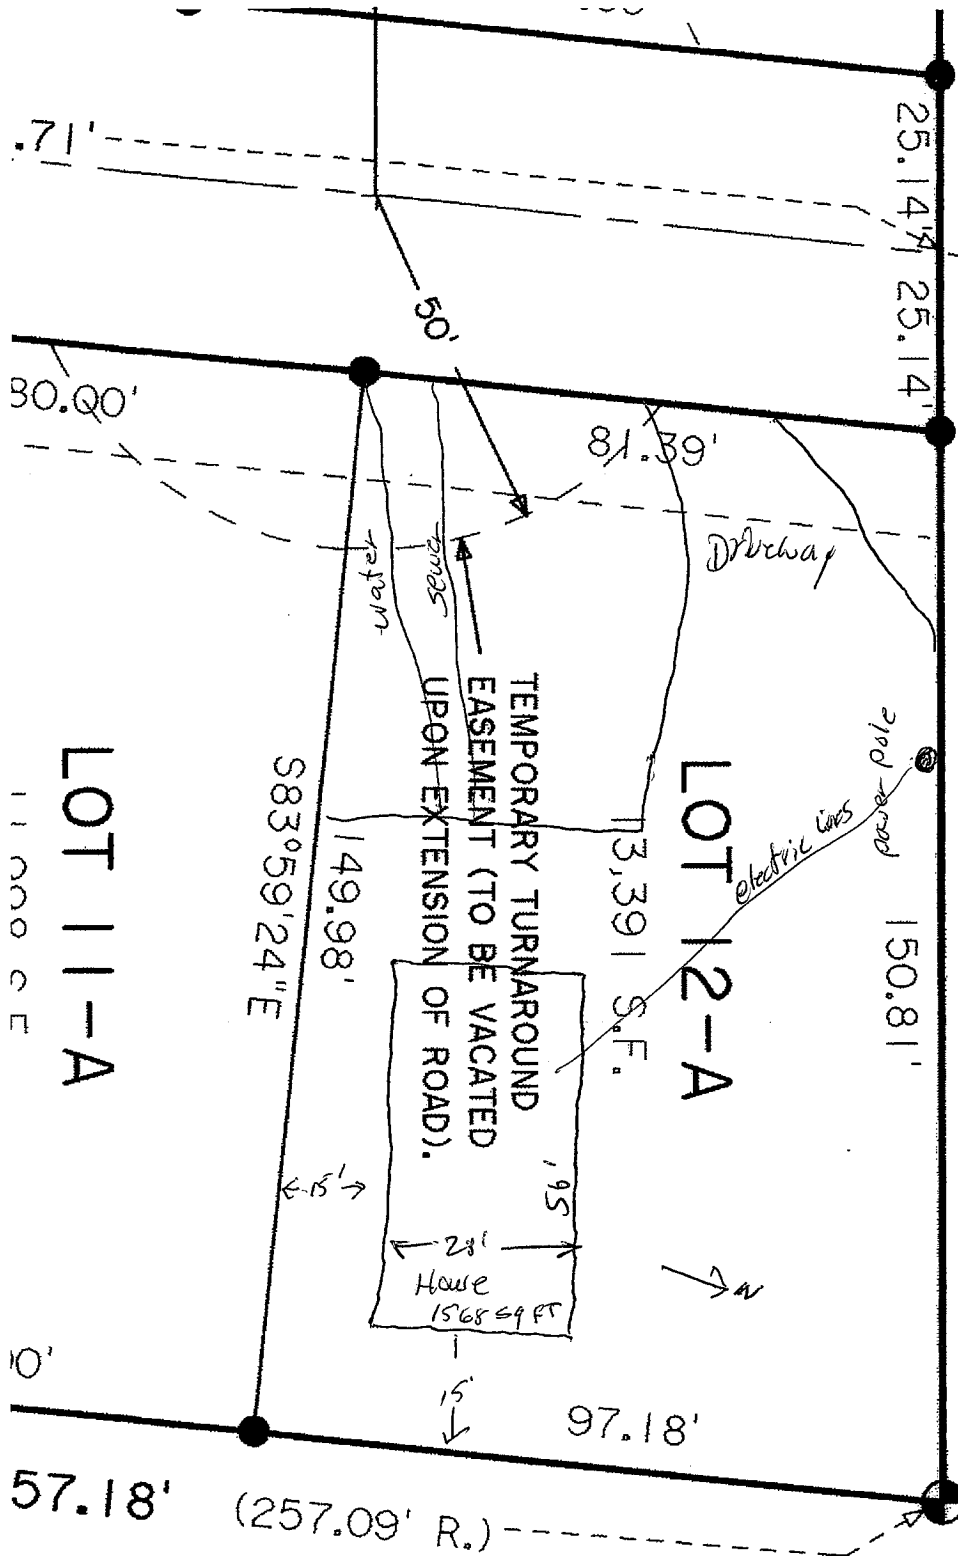 25.14'
25.14'
.71'
50'
30.00'
81.39'
Driveway
water
sewer
TEMPORARY TURNAROUND
EASEMENT (TO BE VACATED
UPON EXTENSION OF ROAD).
LOT 12-A
13,391 S.F.
power pole
electric lines
150.81'
LOT 11-A
S83°59'24"E
149.98'
15'
56'
28'
House
1568 SQ FT
N
15'
97.18'
57.18'
(257.09' R.)